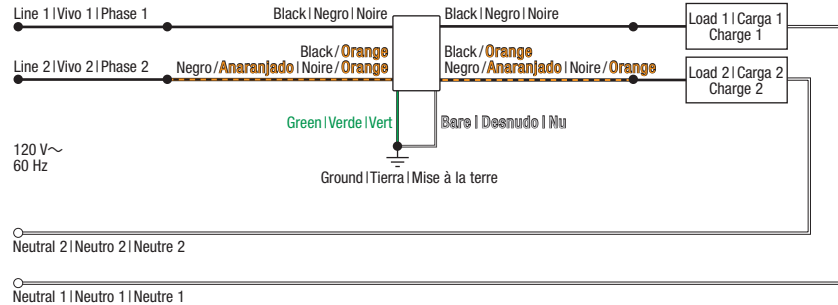 Line 1 | Vivo 1 | Phase 1
Black | Negro | Noire
Black | Negro | Noire
Load 1 | Carga 1
Charge 1
Black/Orange
Negro/Anaranjado | Noire/Orange
Black/Orange
Negro/Anaranjado | Noire/Orange
Line 2 | Vivo 2 | Phase 2
Load 2 | Carga 2
Charge 2
Green | Verde | Vert
Bare | Desnudo | Nu
120 V~
60 Hz
Ground | Tierra | Mise à la terre
Neutral 2 | Neutro 2 | Neutre 2
Neutral 1 | Neutro 1 | Neutre 1